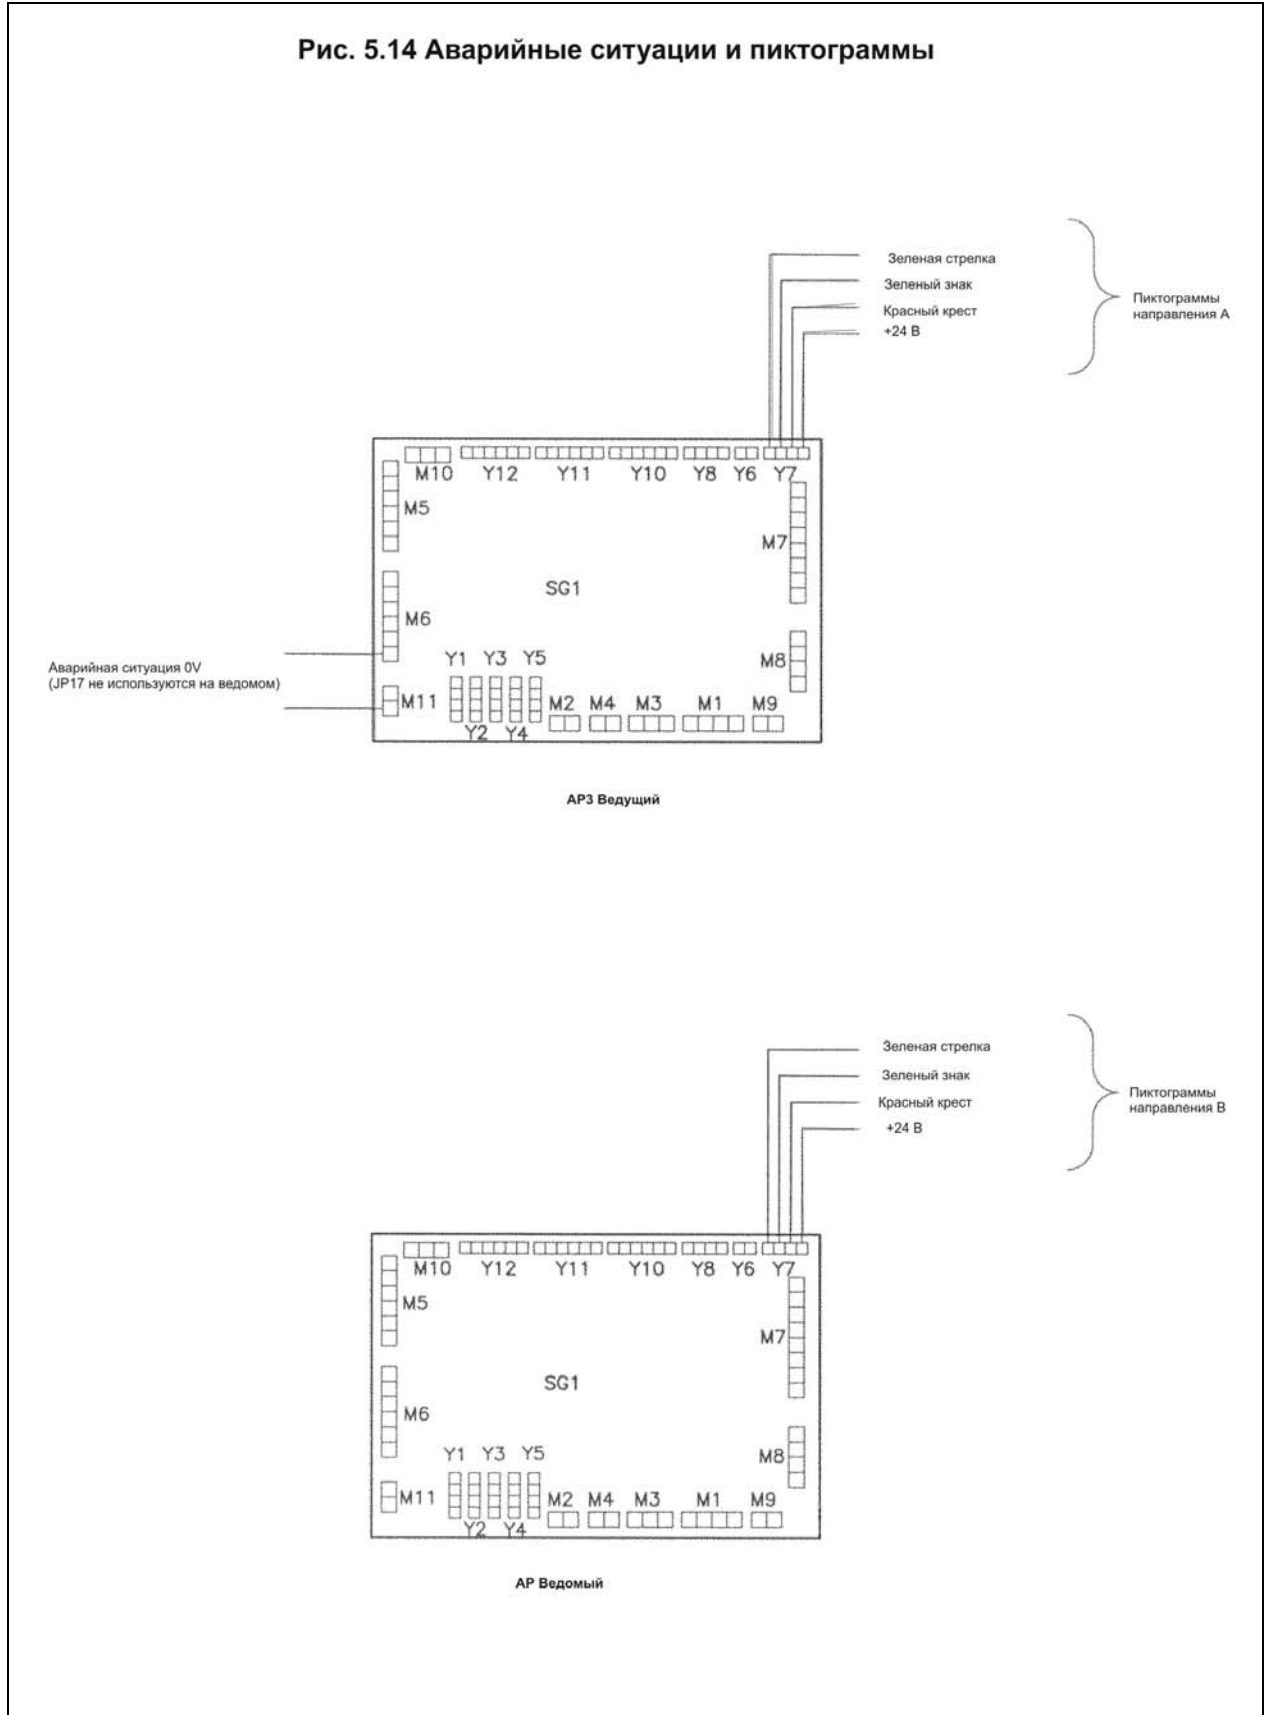 Рис. 5.14 Аварийные ситуации и пиктограммы
Зеленая стрелка
Зеленый знак
Красный крест
+24 В
Пиктограммы
направления А
M10 Y12 Y11 Y10 Y8 Y6 Y7
M5
M7
SG1
M6
Аварийная ситуация 0V
(JP17 не используются на ведомом)
Y1 Y3 Y5
M8
M11
M2 M4 M3 M1 M9
Y2 Y4
АР3 Ведущий
Зеленая стрелка
Зеленый знак
Красный крест
+24 В
Пиктограммы
направления В
M10 Y12 Y11 Y10 Y8 Y6 Y7
M5
M7
SG1
M6
Y1 Y3 Y5
M8
M11
M2 M4 M3 M1 M9
Y2 Y4
АР Ведомый